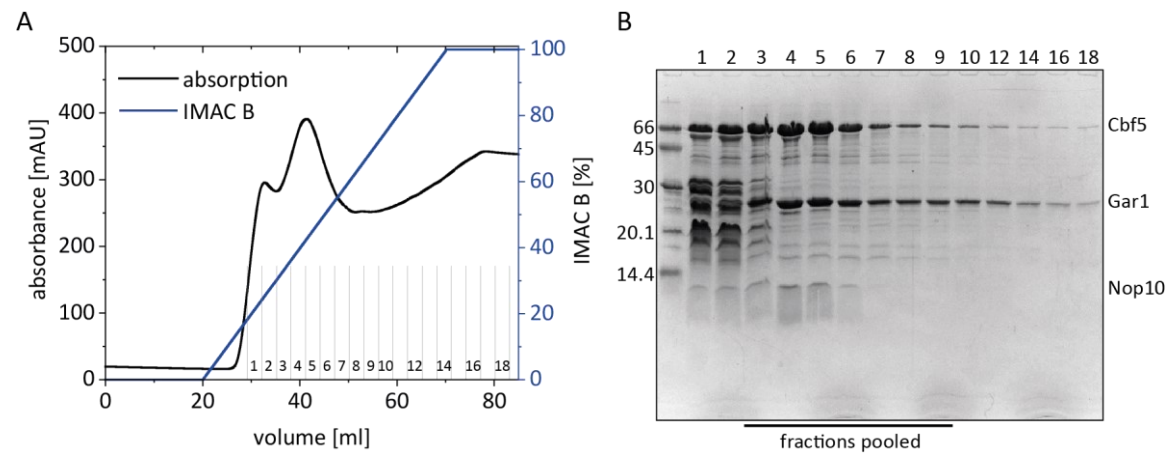 A
absorption
IMAC B
absorbance [mAU]
500
400
300
200
100
0
IMAC B [%]
100
80
60
40
20
0
1 2 3 4 5 6 7 8 9 10 12 14 16 18
0 20 40 60 80
volume [ml]
B
1 2 3 4 5 6 7 8 9 10 12 14 16 18
66
45
30
20.1
14.4
Cbf5
Gar1
Nop10
fractions pooled